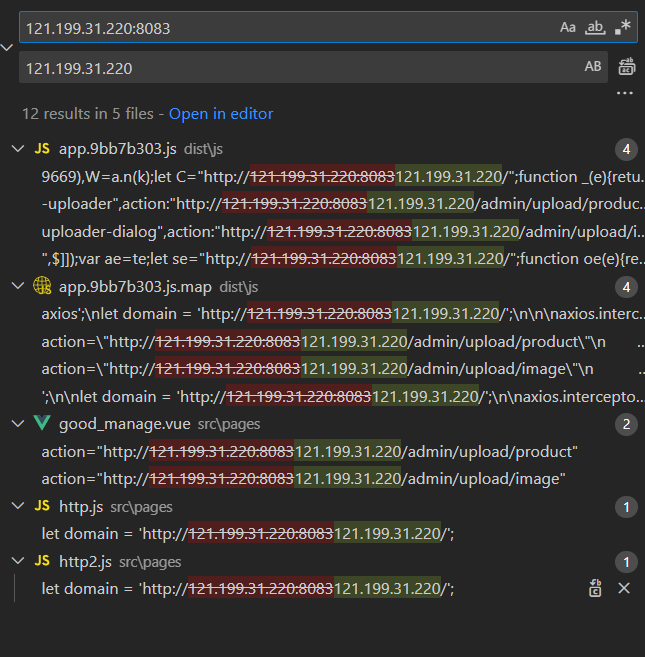 121.199.31.220:8083 Aa ab .*
121.199.31.220 AB
12 results in 5 files - Open in editor
JS app.9bb7b303.js dist\js 4
9669),W=a.n(k);let C="http://121.199.31.220:8083121.199.31.220/";function _(e){retu...
-uploader",action:"http://121.199.31.220:8083121.199.31.220/admin/upload/produc...
uploader-dialog",action:"http://121.199.31.220:8083121.199.31.220/admin/upload/i...
",$]]);var ae=te;let se="http://121.199.31.220:8083121.199.31.220/";function oe(e){re...
app.9bb7b303.js.map dist\js 4
axios';\nlet domain = 'http://121.199.31.220:8083121.199.31.220/';\n\n\naxios.interc...
action=\"http://121.199.31.220:8083121.199.31.220/admin/upload/product\"\n ...
action=\"http://121.199.31.220:8083121.199.31.220/admin/upload/image\"\n ...
';\n\nlet domain = 'http://121.199.31.220:8083121.199.31.220/';\n\naxios.intercepto...
good_manage.vue src\pages 2
action="http://121.199.31.220:8083121.199.31.220/admin/upload/product"
action="http://121.199.31.220:8083121.199.31.220/admin/upload/image"
JS http.js src\pages 1
let domain = 'http://121.199.31.220:8083121.199.31.220/';
JS http2.js src\pages 1
let domain = 'http://121.199.31.220:8083121.199.31.220/';